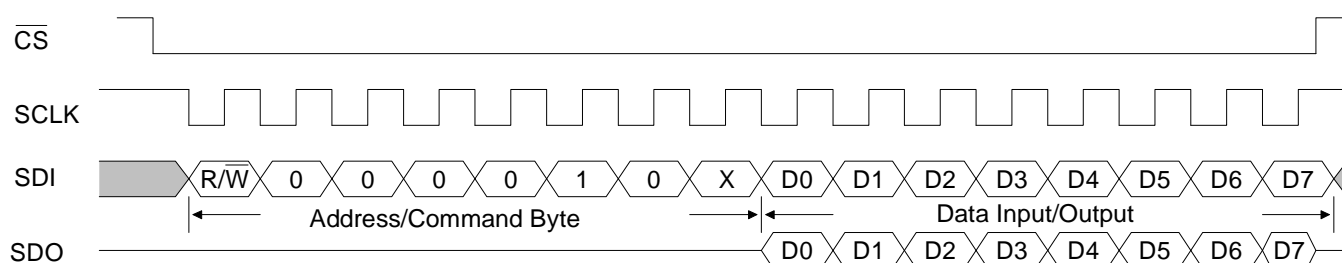 C̅S̅
SCLK
SDI R/W̅ 0 0 0 0 1 0 X D0 D1 D2 D3 D4 D5 D6 D7
Address/Command Byte Data Input/Output
SDO D0 D1 D2 D3 D4 D5 D6 D7